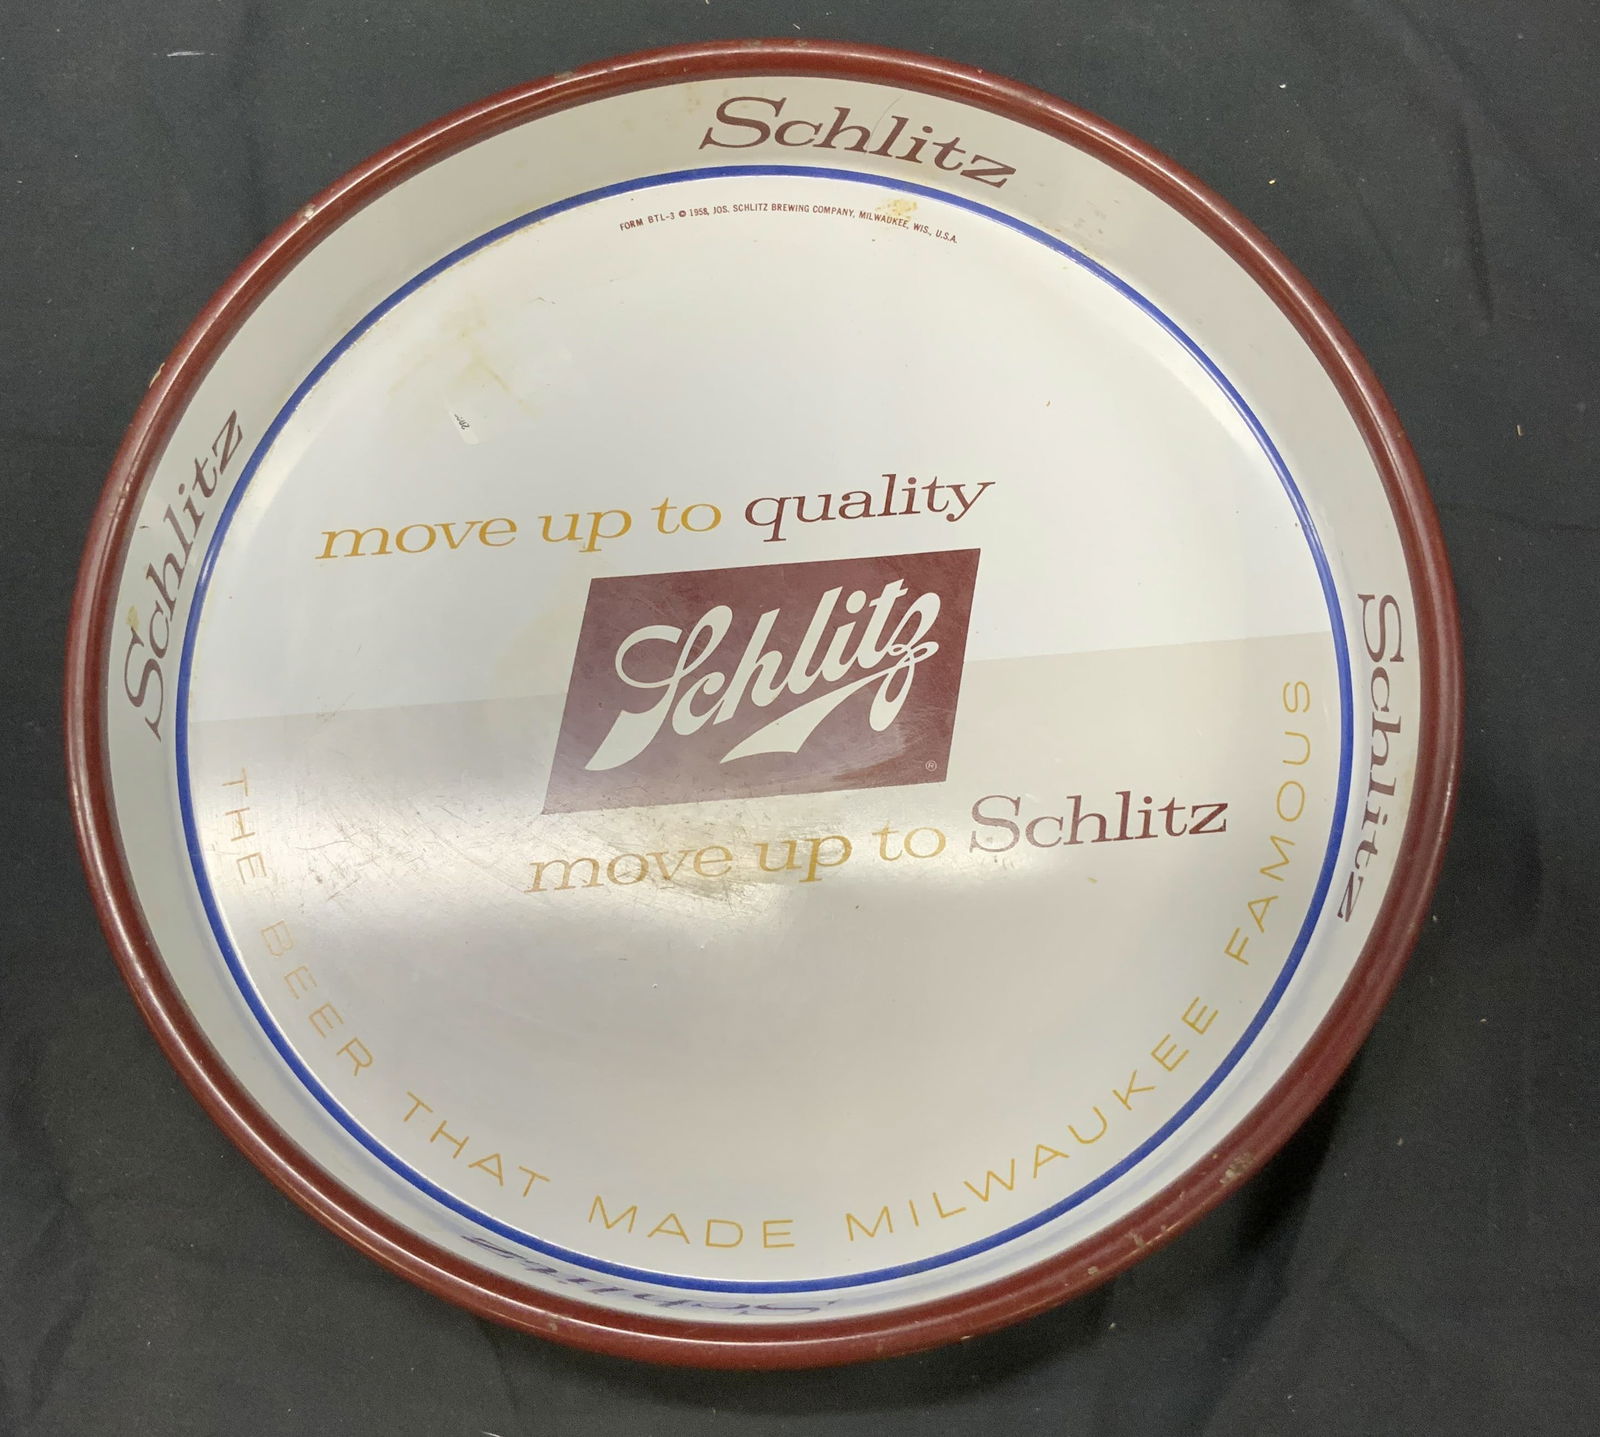 Schlitz
FORM BTL-3 © 1958, JOS. SCHLITZ BREWING COMPANY, MILWAUKEE, WIS., U.S.A.
Schlitz
move up to quality
Schlitz
®
Schlitz
move up to Schlitz
THE BEER THAT MADE MILWAUKEE FAMOUS
Schlitz